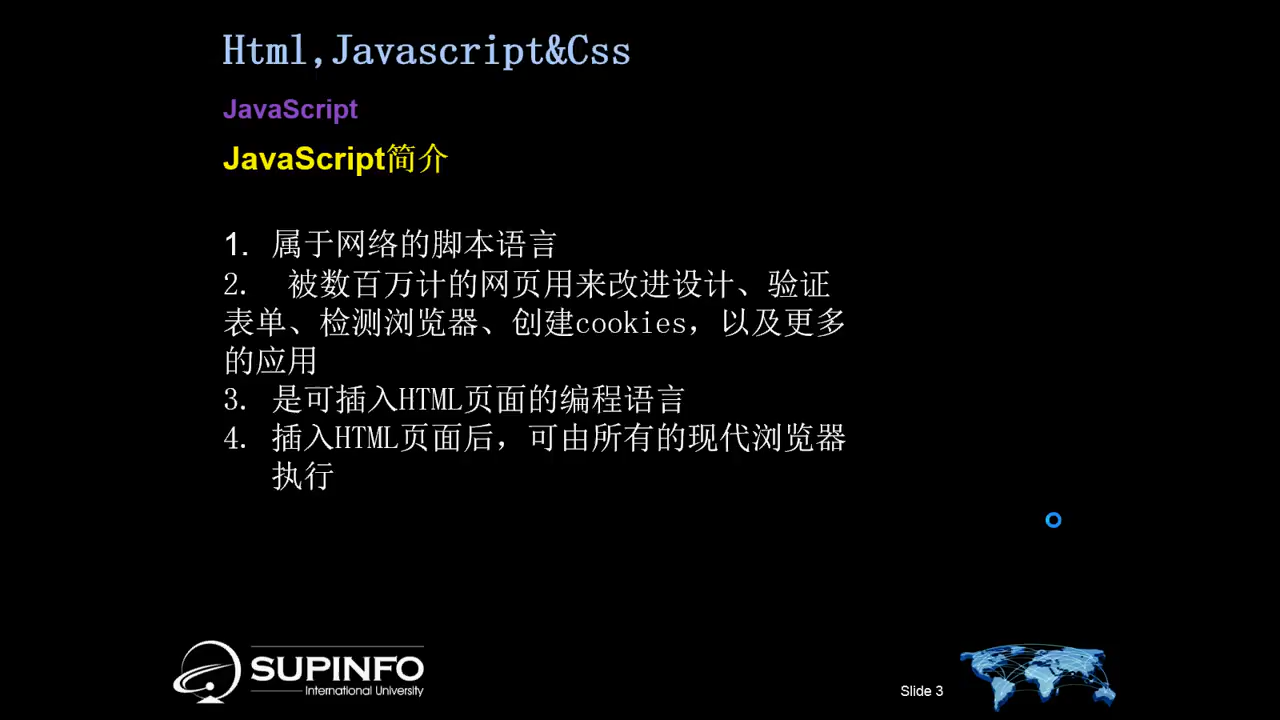 Html,Javascript&Css
JavaScript
JavaScript简介
1. 属于网络的脚本语言
2. 被数百万计的网页用来改进设计、验证
表单、检测浏览器、创建cookies，以及更多
的应用
3. 是可插入HTML页面的编程语言
4. 插入HTML页面后，可由所有的现代浏览器
执行
SUPINFO
International University
Slide 3